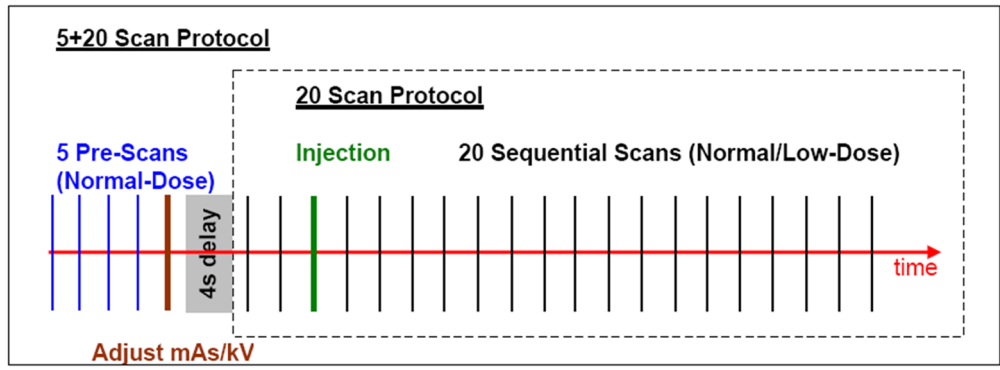 5+20 Scan Protocol
20 Scan Protocol
5 Pre-Scans
(Normal-Dose)
Injection
20 Sequential Scans (Normal/Low-Dose)
4s delay
time
Adjust mAs/kV